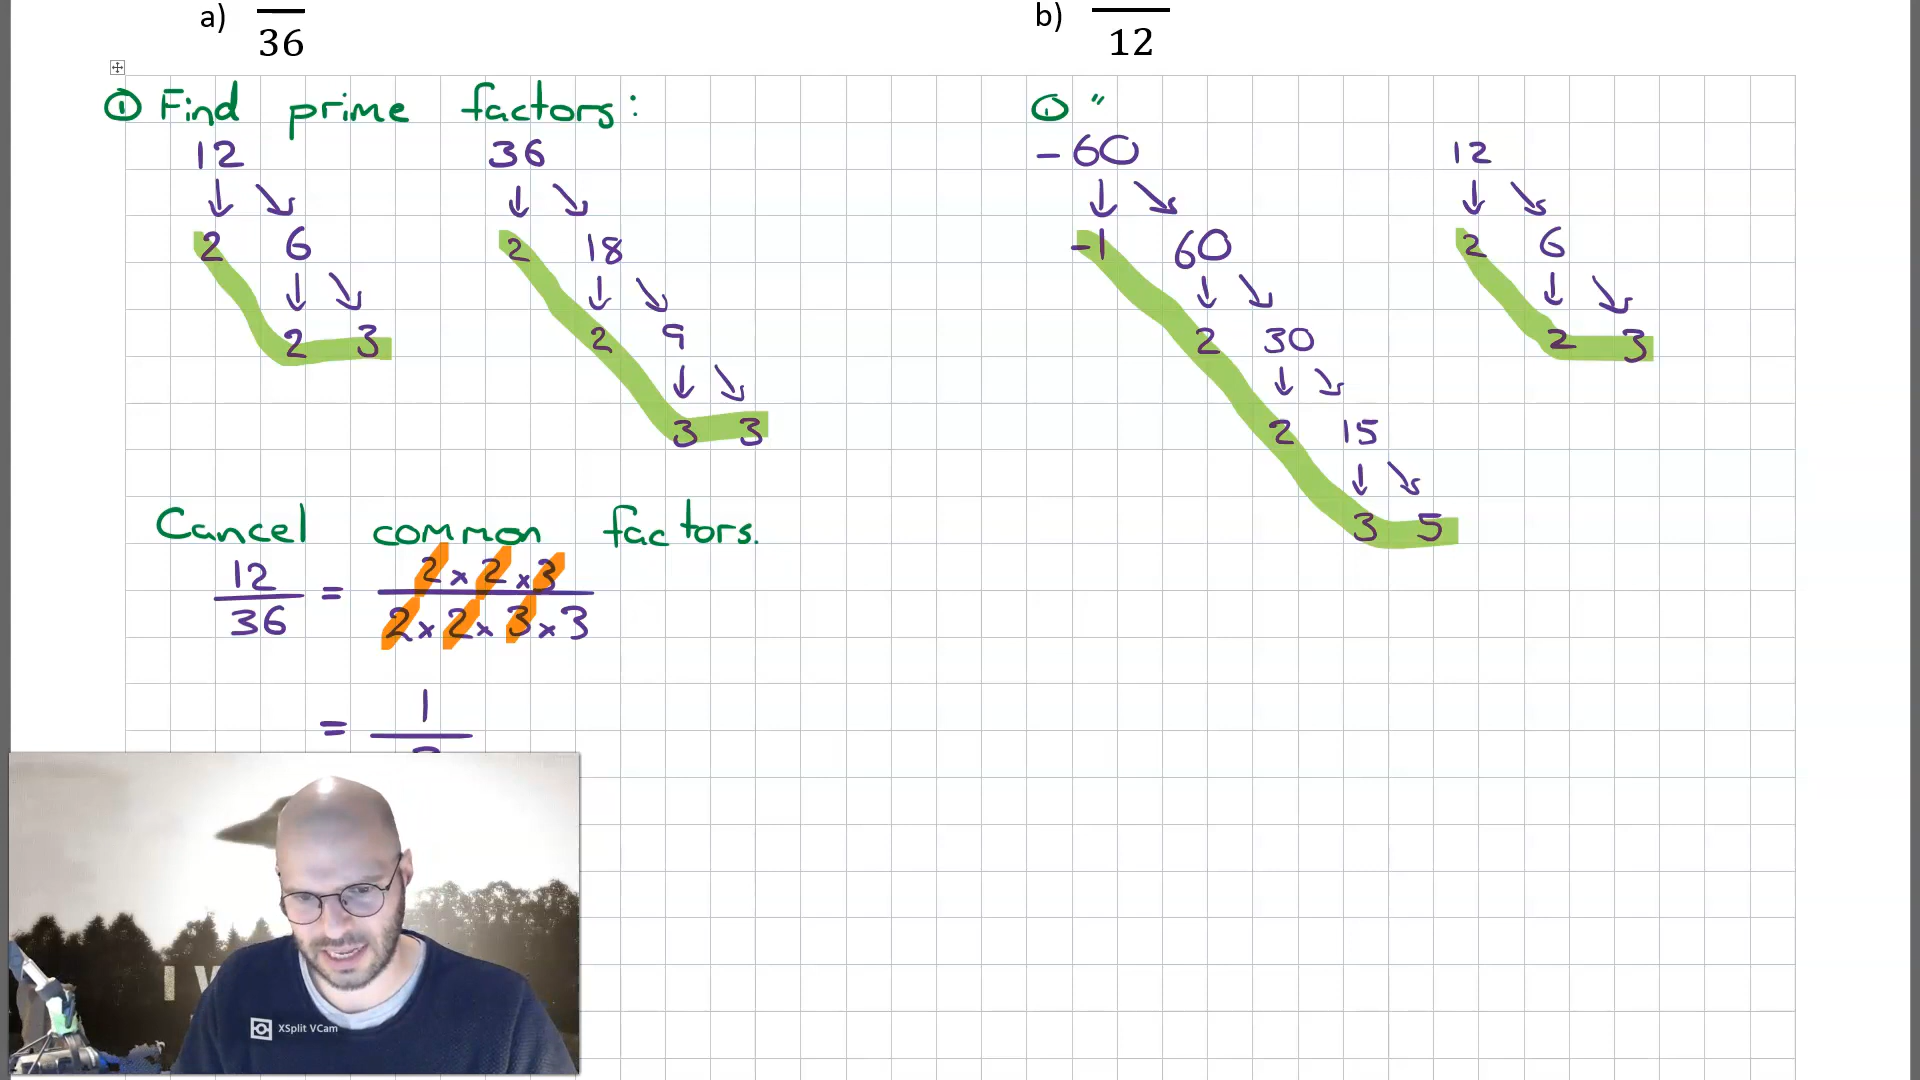 a) 36
b) 12
① Find prime factors:
12
2 6
2 3
36
2 18
2 9
3 3
Cancel common factors.
12/36 = 2 × 2 × 3 / 2 × 2 × 3 × 3
= 1
① "
-60
-1 60
2 30
2 15
3 5
12
2 6
2 3
XSplit VCam